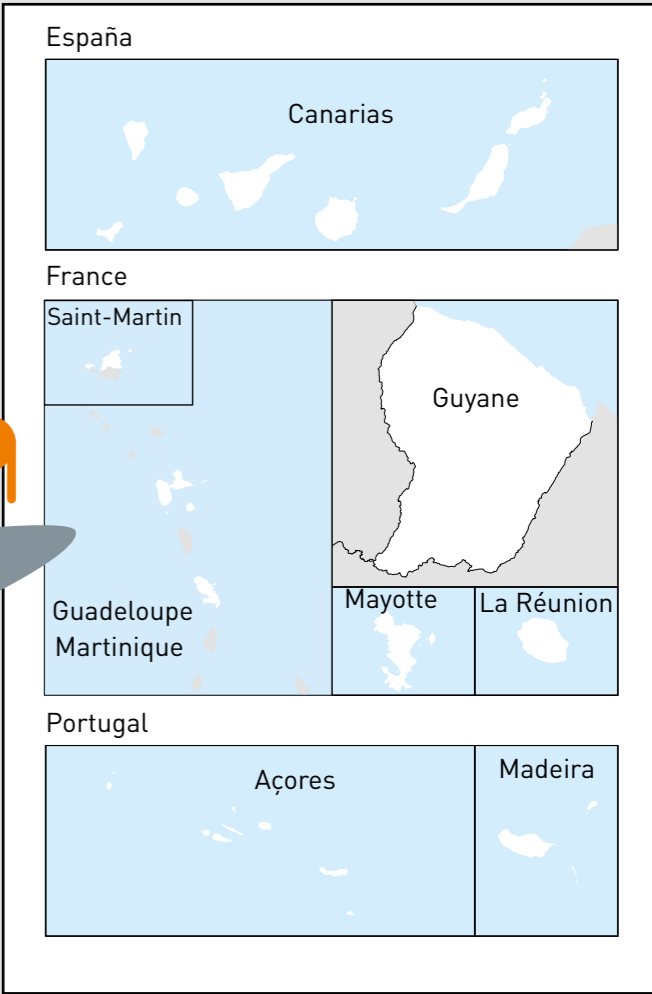 España
Canarias
France
Saint-Martin
Guyane
Guadeloupe
Martinique
Mayotte
La Réunion
Portugal
Açores
Madeira